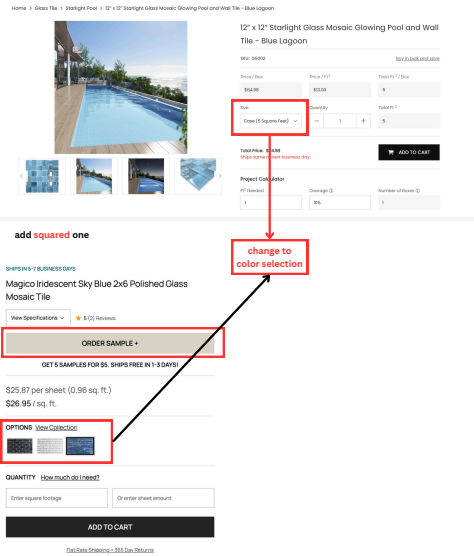 Home > Glass Tile > Starlight Pool > 12" x 12" Starlight Glass Mosaic Glowing Pool and Wall Tile - Blue Lagoon
12" x 12" Starlight Glass Mosaic Glowing Pool and Wall
Tile - Blue Lagoon
Buy in bulk and save
Price / Box
Price / Ft²
Total Ft² / Box
$64.98
5
Size
Quantity
Total Ft²
Case (5 Square Feet)
−
1
+
5
Total Price
Ships same
t business day
ADD TO CART
Project Calculator
Ft² Needed
Overage
Number of Boxes
1
10%
1
add squared one
change to
color selection
SHIPS IN 5-7 BUSINESS DAYS
Magico Iridescent Sky Blue 2x6 Polished Glass
Mosaic Tile
View Specifications
★ 5 (2) Reviews
ORDER SAMPLE +
GET 5 SAMPLES FOR $5. SHIPS FREE IN 1-3 DAYS!
$25.87 per sheet (0.96 sq. ft.)
$26.95 / sq. ft.
OPTIONS View Collection
QUANTITY How much do I need?
Enter square footage
Or enter sheet amount
ADD TO CART
Flat Rate Shipping + 365 Day Returns